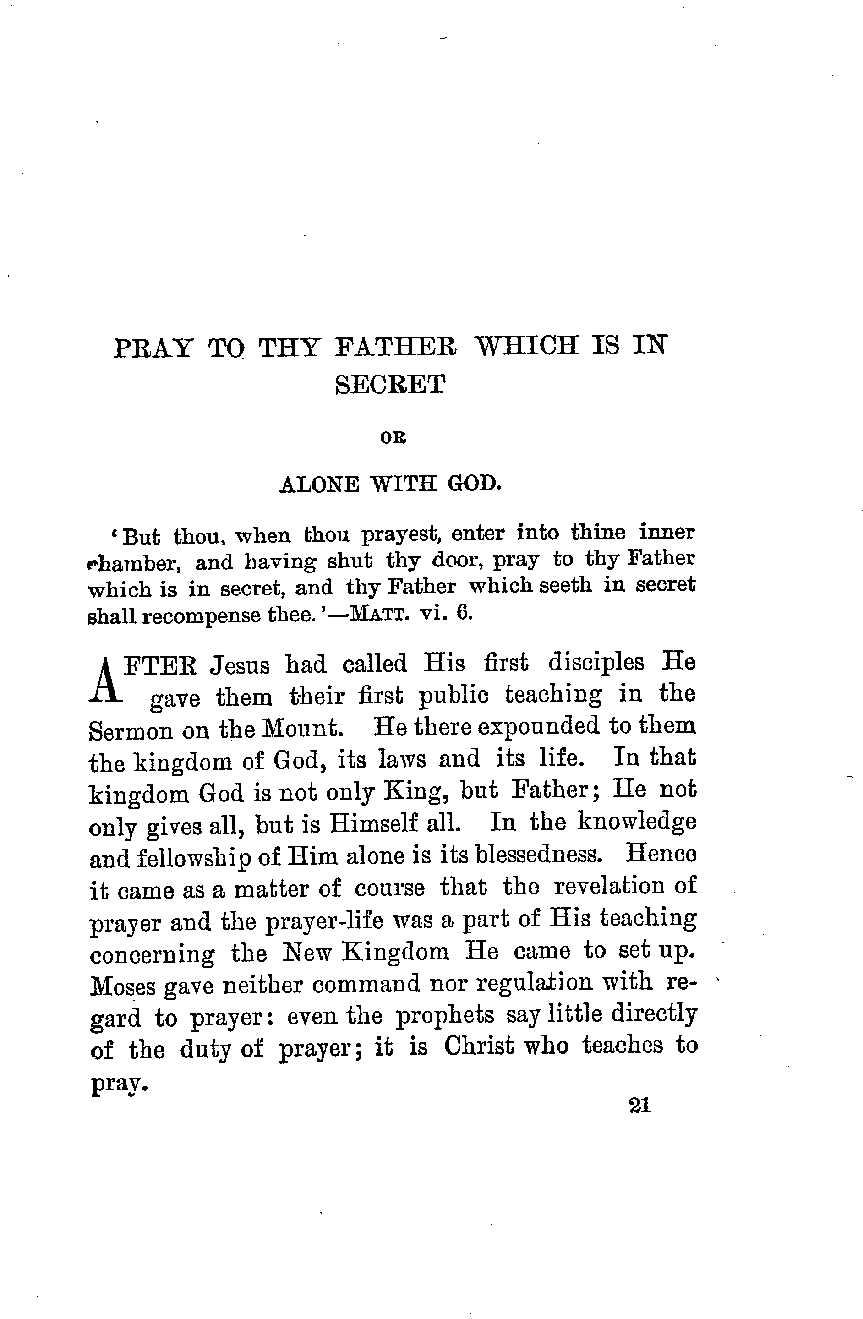 PRAY TO THY FATHER WHICH IS IN
SECRET
OR
ALONE WITH GOD.
‘But thou, when thou prayest, enter into thine inner
chamber, and having shut thy door, pray to thy Father
which is in secret, and thy Father which seeth in secret
shall recompense thee.’—MATT. vi. 6.
AFTER Jesus had called His first disciples He
gave them their first public teaching in the
Sermon on the Mount. He there expounded to them
the kingdom of God, its laws and its life. In that
kingdom God is not only King, but Father; He not
only gives all, but is Himself all. In the knowledge
and fellowship of Him alone is its blessedness. Hence
it came as a matter of course that the revelation of
prayer and the prayer-life was a part of His teaching
concerning the New Kingdom He came to set up.
Moses gave neither command nor regulation with re-
gard to prayer: even the prophets say little directly
of the duty of prayer; it is Christ who teaches to
pray.
21